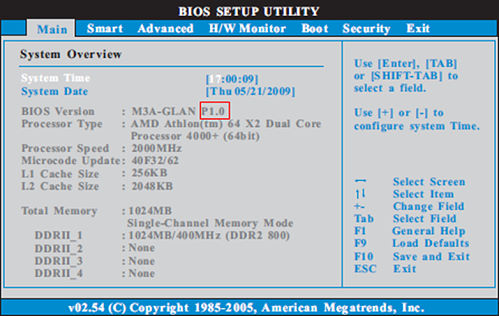 BIOS SETUP UTILITY
Main Smart Advanced H/W Monitor Boot Security Exit
System Overview
System Time [17:00:09]
System Date [Thu 05/21/2009]
BIOS Version : M3A-GLAN P1.0
Processor Type : AMD Athlon(tm) 64 X2 Dual Core
Processor 4000+ (64bit)
Processor Speed : 2000MHz
Microcode Update : 40F32/62
L1 Cache Size : 256KB
L2 Cache Size : 2048KB
Total Memory : 1024MB
Single-Channel Memory Mode
DDRII_1 : 1024MB/400MHz (DDR2 800)
DDRII_2 : None
DDRII_3 : None
DDRII_4 : None
Use [Enter], [TAB]
or [SHIFT-TAB] to
select a field.
Use [+] or [-] to
configure system Time.
↔ Select Screen
↑↓ Select Item
+- Change Field
Tab Select Field
F1 General Help
F9 Load Defaults
F10 Save and Exit
ESC Exit
v02.54 (C) Copyright 1985-2005, American Megatrends, Inc.